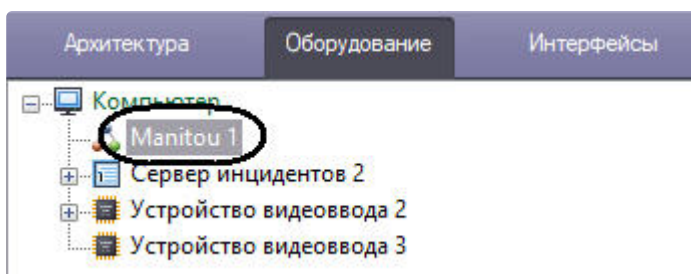 Архитектура Оборудование Интерфейсы
Компьютер
Manitou 1
Сервер инцидентов 2
Устройство видеоввода 2
Устройство видеоввода 3